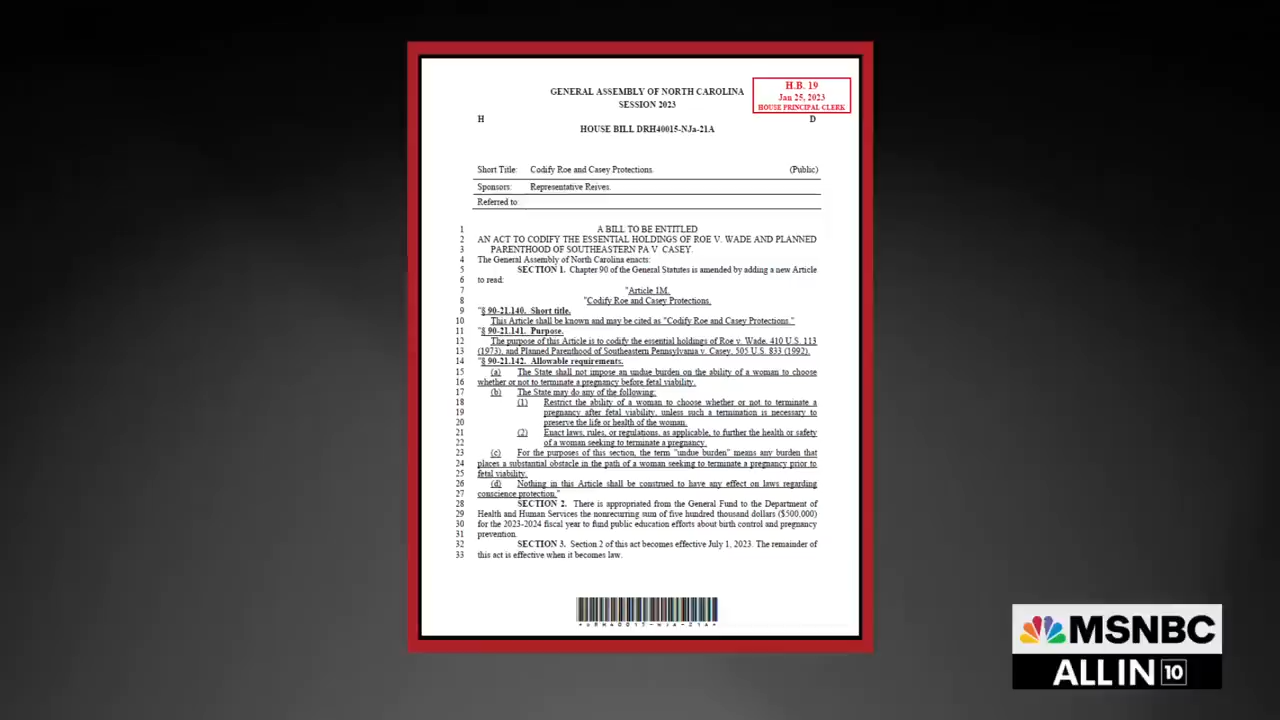 H.B. 19
Jan 25, 2023
HOUSE PRINCIPAL CLERK
GENERAL ASSEMBLY OF NORTH CAROLINA
SESSION 2023
H D
HOUSE BILL DRH40015-NJa-21A
Short Title: Codify Roe and Casey Protections. (Public)
Sponsors: Representative Reives.
Referred to
1 A BILL TO BE ENTITLED
2 AN ACT TO CODIFY THE ESSENTIAL HOLDINGS OF ROE V. WADE AND PLANNED
3 PARENTHOOD OF SOUTHEASTERN PA V CASEY.
4 The General Assembly of North Carolina enacts:
5 SECTION 1. Chapter 90 of the General Statutes is amended by adding a new Article
6 to read:
7 "Article 1M.
8 "Codify Roe and Casey Protections.
9 "§ 90-21.140. Short title.
10 This Article shall be known and may be cited as "Codify Roe and Casey Protections."
11 "§ 90-21.141. Purpose.
12 The purpose of this Article is to codify the essential holdings of Roe v. Wade, 410 U.S. 113
13 (1973), and Planned Parenthood of Southeastern Pennsylvania v. Casey, 505 U.S. 833 (1992).
14 "§ 90-21.142. Allowable requirements.
15 (a) The State shall not impose an undue burden on the ability of a woman to choose
16 whether or not to terminate a pregnancy before fetal viability.
17 (b) The State may do any of the following:
18 (1) Restrict the ability of a woman to choose whether or not to terminate a
19 pregnancy after fetal viability, unless such a termination is necessary to
20 preserve the life or health of the woman.
21 (2) Enact laws, rules, or regulations, as applicable, to further the health or safety
22 of a woman seeking to terminate a pregnancy.
23 (c) For the purposes of this section, the term "undue burden" means any burden that
24 places a substantial obstacle in the path of a woman seeking to terminate a pregnancy prior to
25 fetal viability.
26 (d) Nothing in this Article shall be construed to have any effect on laws regarding
27 conscience protection."
28 SECTION 2. There is appropriated from the General Fund to the Department of
29 Health and Human Services the nonrecurring sum of five hundred thousand dollars ($500,000)
30 for the 2023-2024 fiscal year to fund public education efforts about birth control and pregnancy
31 prevention.
32 SECTION 3. Section 2 of this act becomes effective July 1, 2023. The remainder of
33 this act is effective when it becomes law.
*DRH40015-NJA-21A*
MSNBC
ALL IN 10